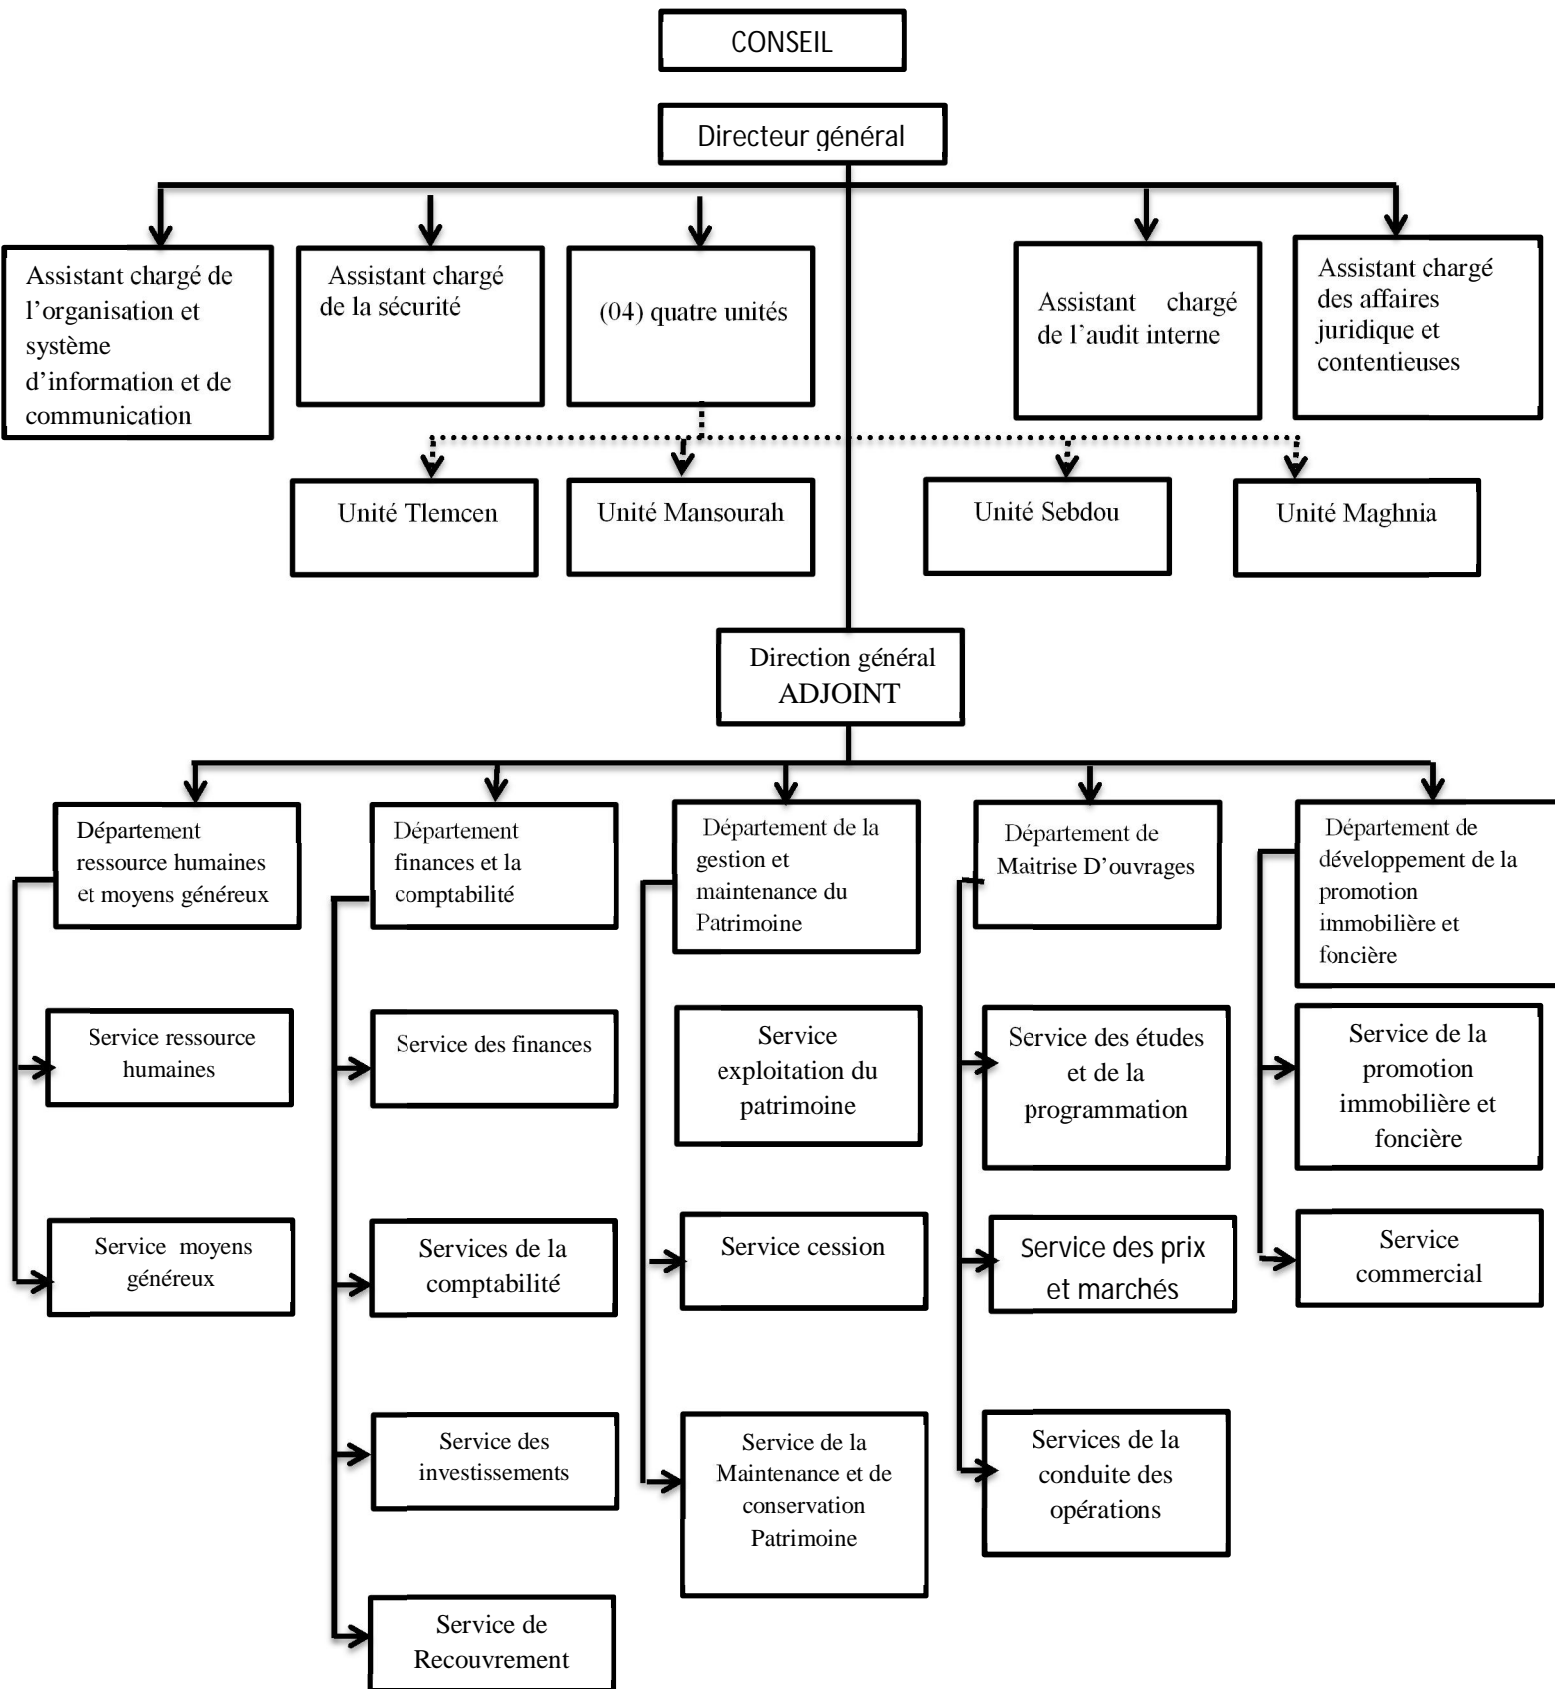 CONSEIL
Directeur général
Assistant chargé de
l’organisation et
système
d’information et de
communication
Assistant chargé
de la sécurité
(04) quatre unités
Assistant chargé
de l’audit interne
Assistant chargé
des affaires
juridique et
contentieuses
Unité Tlemcen
Unité Mansourah
Unité Sebdou
Unité Maghnia
Direction général
ADJOINT
Département
ressource humaines
et moyens généreux
Département
finances et la
comptabilité
Département de la
gestion et
maintenance du
Patrimoine
Département de
Maitrise D’ouvrages
Département de
développement de la
promotion
immobilière et
foncière
Service ressource
humaines
Service des finances
Service
exploitation du
patrimoine
Service des études
et de la
programmation
Service de la
promotion
immobilière et
foncière
Service moyens
généreux
Services de la
comptabilité
Service cession
Service des prix
et marchés
Service
commercial
Service des
investissements
Service de la
Maintenance et de
conservation
Patrimoine
Services de la
conduite des
opérations
Service de
Recouvrement